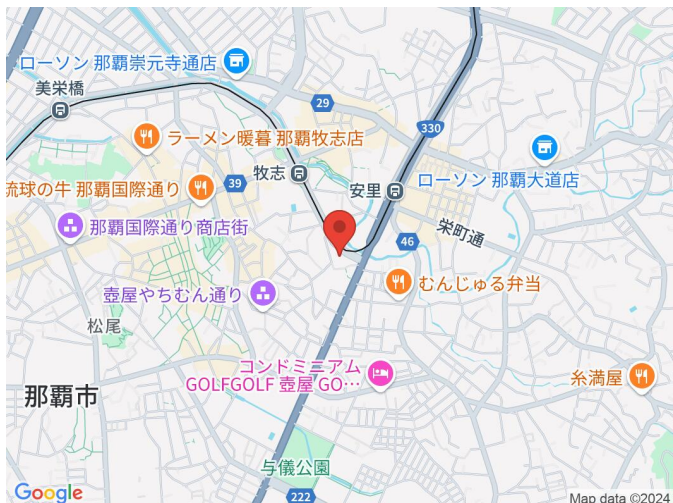 ローソン 那覇崇元寺通店
美栄橋
29
330
ラーメン暖暮 那覇牧志店
牧志
安里
ローソン 那覇大道店
琉球の牛 那覇国際通り
39
栄町通
那覇国際通り商店街
46
むんじゅる弁当
壺屋やちむん通り
松尾
コンドミニアム
GOLFGOLF 壺屋 GO…
糸満屋
那覇市
与儀公園
222
Google
Map data ©2024